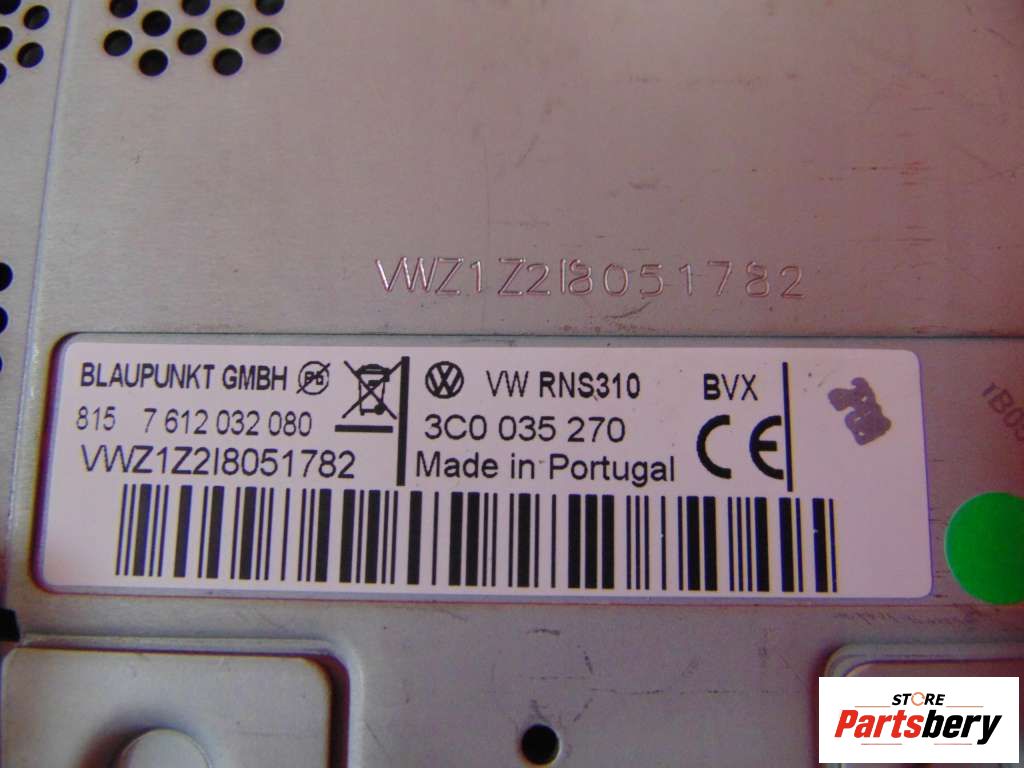 VWZ1Z2I8051782
BLAUPUNKT GMBH Pb
VW RNS310 BVX
815 7 612 032 080
3C0 035 270 CE
VWZ1Z2I8051782
Made in Portugal
STORE
Partsbery